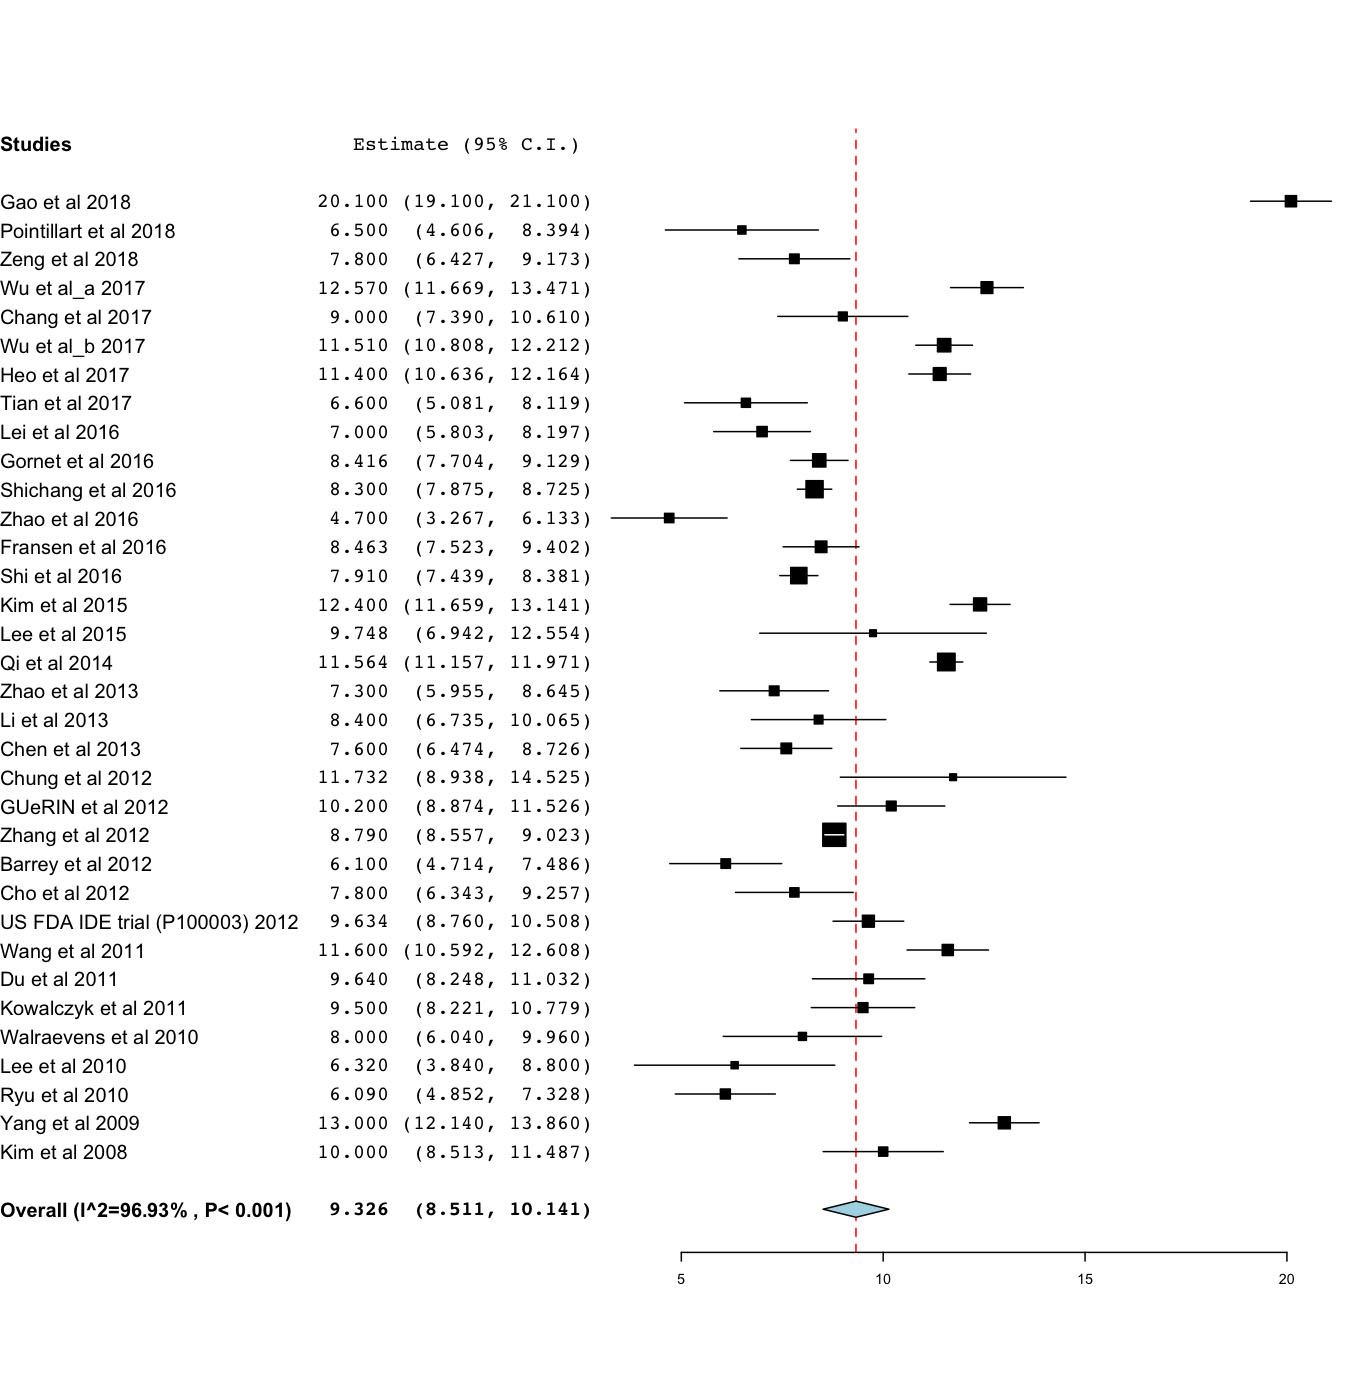 Studies Estimate (95% C.I.)
Gao et al 2018 20.100 (19.100, 21.100)
Pointillart et al 2018 6.500 (4.606, 8.394)
Zeng et al 2018 7.800 (6.427, 9.173)
Wu et al_a 2017 12.570 (11.669, 13.471)
Chang et al 2017 9.000 (7.390, 10.610)
Wu et al_b 2017 11.510 (10.808, 12.212)
Heo et al 2017 11.400 (10.636, 12.164)
Tian et al 2017 6.600 (5.081, 8.119)
Lei et al 2016 7.000 (5.803, 8.197)
Gornet et al 2016 8.416 (7.704, 9.129)
Shichang et al 2016 8.300 (7.875, 8.725)
Zhao et al 2016 4.700 (3.267, 6.133)
Fransen et al 2016 8.463 (7.523, 9.402)
Shi et al 2016 7.910 (7.439, 8.381)
Kim et al 2015 12.400 (11.659, 13.141)
Lee et al 2015 9.748 (6.942, 12.554)
Qi et al 2014 11.564 (11.157, 11.971)
Zhao et al 2013 7.300 (5.955, 8.645)
Li et al 2013 8.400 (6.735, 10.065)
Chen et al 2013 7.600 (6.474, 8.726)
Chung et al 2012 11.732 (8.938, 14.525)
GUeRIN et al 2012 10.200 (8.874, 11.526)
Zhang et al 2012 8.790 (8.557, 9.023)
Barrey et al 2012 6.100 (4.714, 7.486)
Cho et al 2012 7.800 (6.343, 9.257)
US FDA IDE trial (P100003) 2012 9.634 (8.760, 10.508)
Wang et al 2011 11.600 (10.592, 12.608)
Du et al 2011 9.640 (8.248, 11.032)
Kowalczyk et al 2011 9.500 (8.221, 10.779)
Walraevens et al 2010 8.000 (6.040, 9.960)
Lee et al 2010 6.320 (3.840, 8.800)
Ryu et al 2010 6.090 (4.852, 7.328)
Yang et al 2009 13.000 (12.140, 13.860)
Kim et al 2008 10.000 (8.513, 11.487)
Overall (I^2=96.93% , P< 0.001) 9.326 (8.511, 10.141)
5 10 15 20